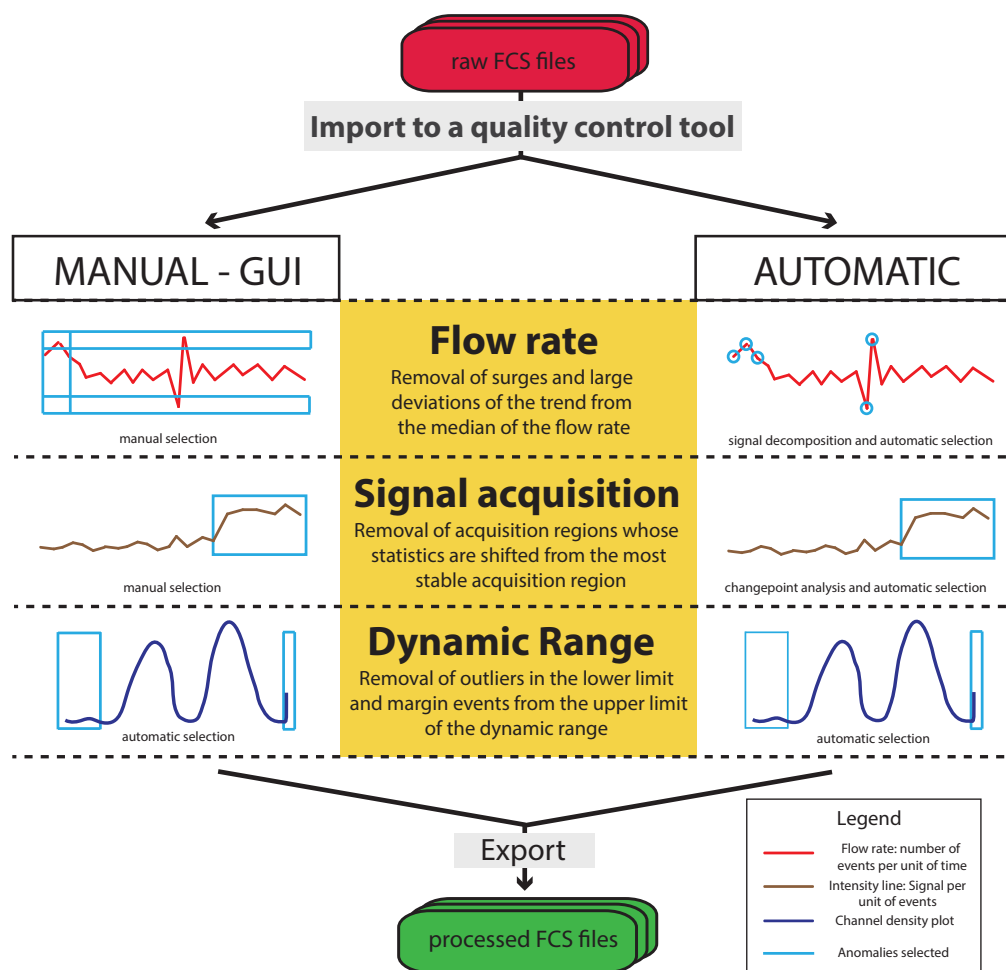 raw FCS files
Import to a quality control tool
MANUAL - GUI
AUTOMATIC
Flow rate
Removal of surges and large
deviations of the trend from
the median of the flow rate
manual selection
signal decomposition and automatic selection
Signal acquisition
Removal of acquisition regions whose
statistics are shifted from the most
stable acquisition region
manual selection
changepoint analysis and automatic selection
Dynamic Range
Removal of outliers in the lower limit
and margin events from the upper limit
of the dynamic range
automatic selection
automatic selection
Export
processed FCS files
Legend
Flow rate: number of
events per unit of time
Intensity line: Signal per
unit of events
Channel density plot
Anomalies selected